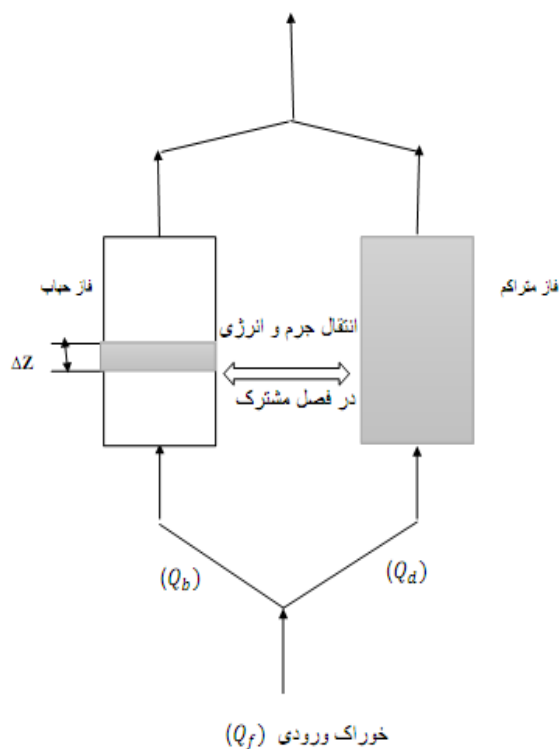 فاز حباب
فاز متراکم
انتقال جرم و انرژی
ΔZ
در فصل مشترک
(Q_b)
(Q_d)
خوراک ورودی (Q_f)